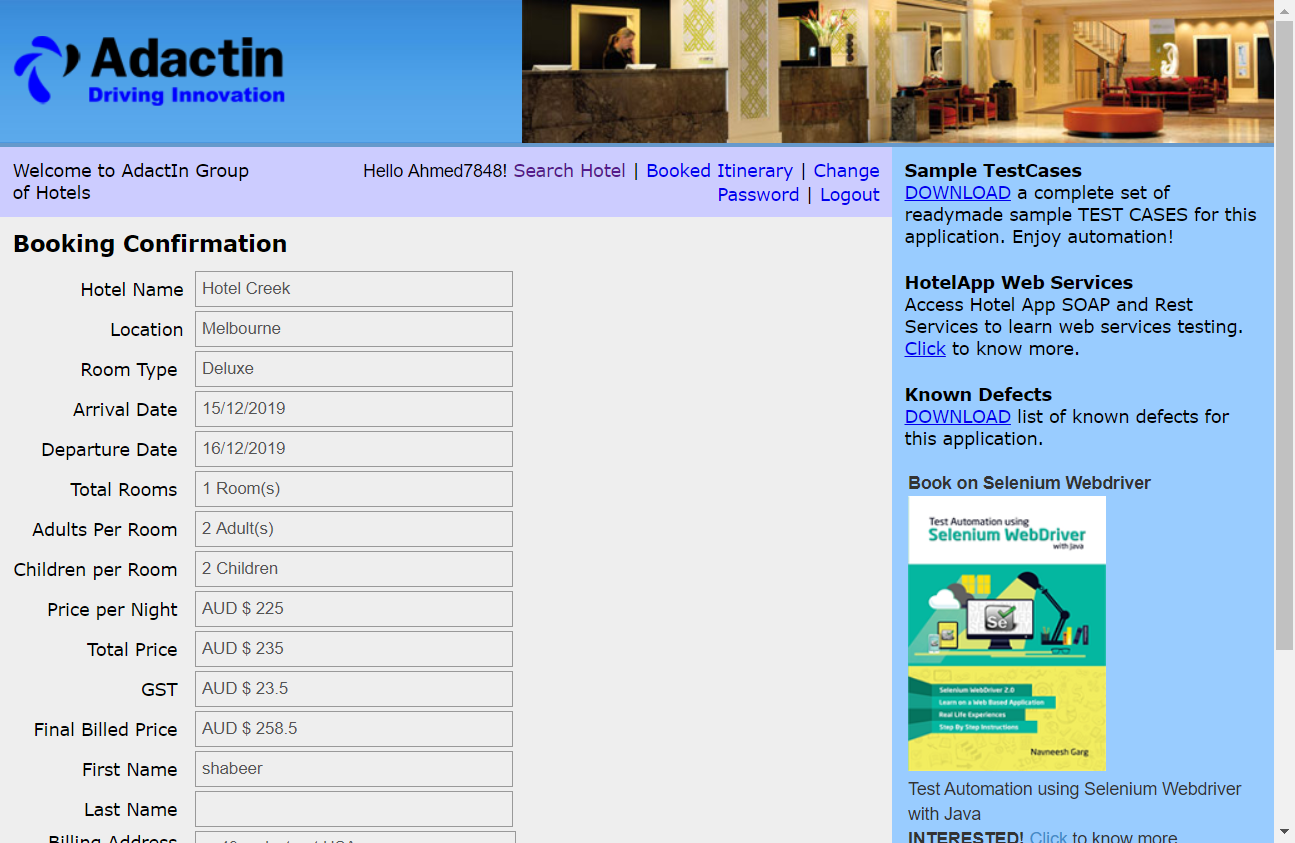 Adactin
Driving Innovation
Welcome to AdactIn Group
of Hotels
Hello Ahmed7848! Search Hotel | Booked Itinerary | Change
Password | Logout
Booking Confirmation
Hotel Name Hotel Creek
Location Melbourne
Room Type Deluxe
Arrival Date 15/12/2019
Departure Date 16/12/2019
Total Rooms 1 Room(s)
Adults Per Room 2 Adult(s)
Children per Room 2 Children
Price per Night AUD $ 225
Total Price AUD $ 235
GST AUD $ 23.5
Final Billed Price AUD $ 258.5
First Name shabeer
Last Name
Billing Address
Sample TestCases
DOWNLOAD a complete set of
readymade sample TEST CASES for this
application. Enjoy automation!
HotelApp Web Services
Access Hotel App SOAP and Rest
Services to learn web services testing.
Click to know more.
Known Defects
DOWNLOAD list of known defects for
this application.
Book on Selenium Webdriver
Test Automation using
Selenium WebDriver
with Java
Se
Selenium WebDriver 2.0
Learn on a Web Based Application
Real Life Experiences
Step By Step Instructions
Navneesh Garg
Test Automation using Selenium Webdriver
with Java
INTERESTED! Click to know more